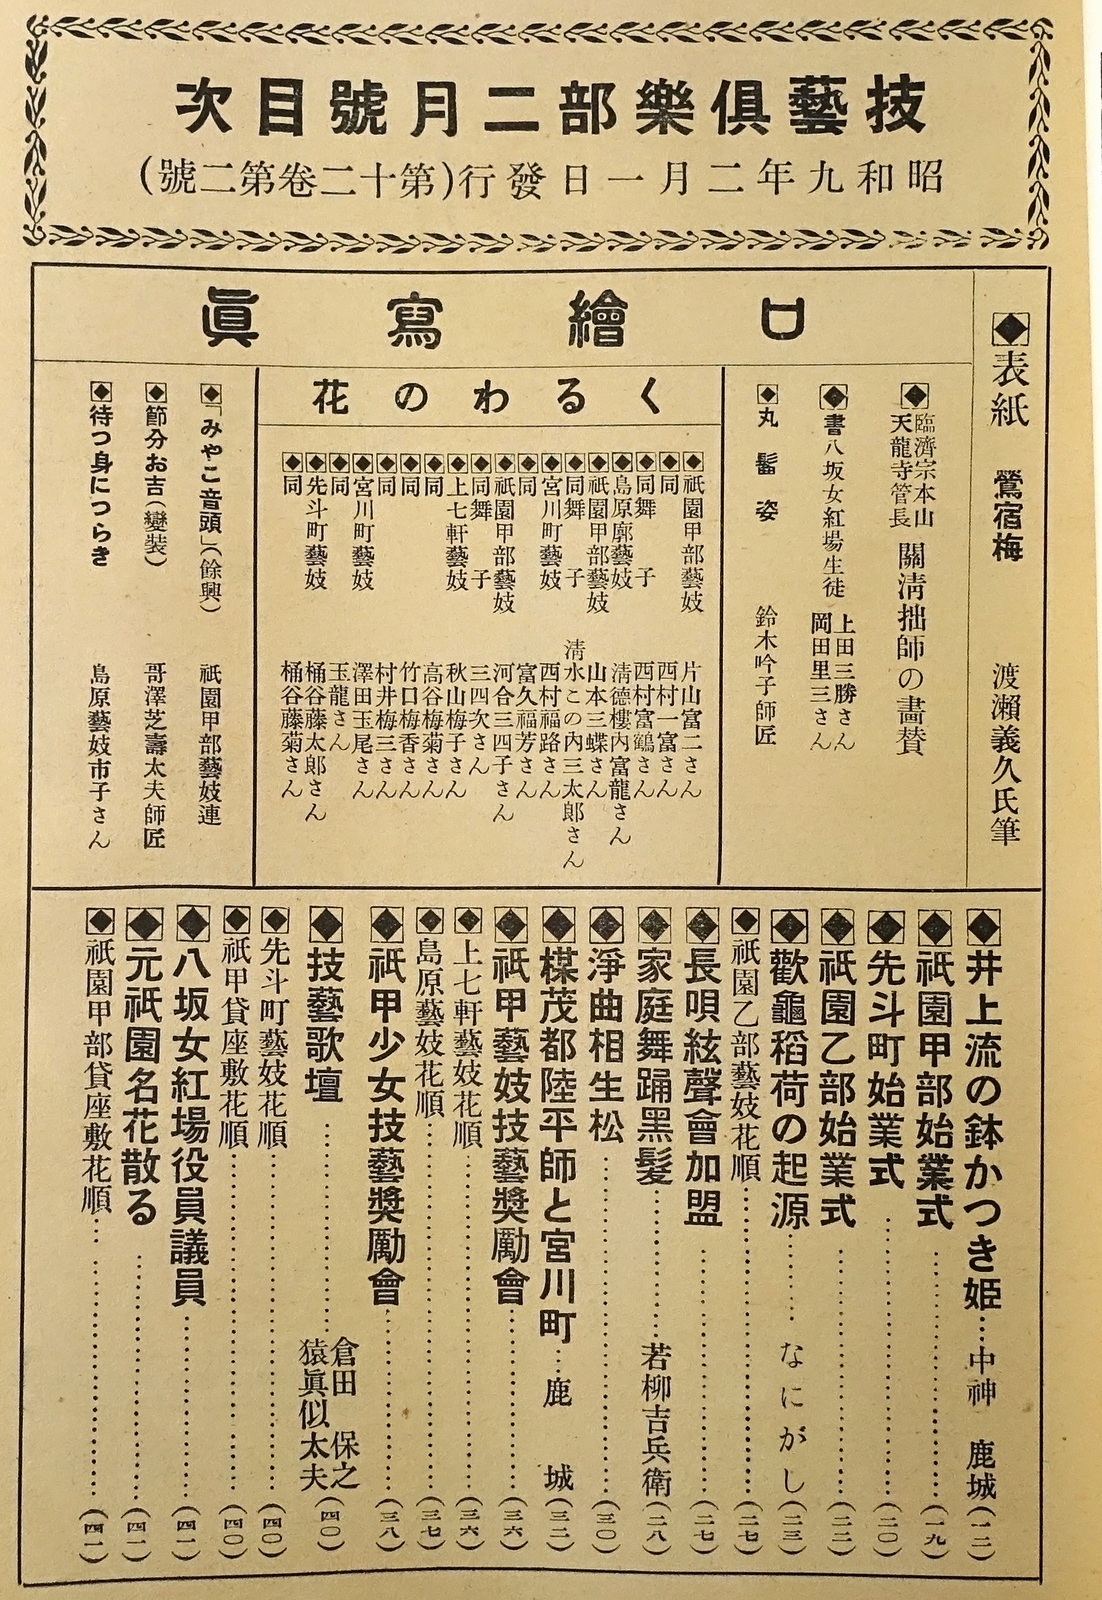 技藝俱樂部二月號目次
昭和九年二月一日發行(第十二卷第二號)
◆表紙 鶯宿梅 渡瀨義久氏筆
口繪寫眞
◆臨濟宗本山天龍寺管長 關淸拙師の畵賛
◆書 八坂女紅場生徒 上田三勝さん 岡田里三さん
◆丸髷姿 鈴木吟子師匠
くるわの花
◆祇園甲部藝妓 片山富二さん
◆同 西村一富さん
◆同舞子 西村富鶴さん
◆島原廓藝妓 淸德樓內富龍さん
◆祇園甲部藝妓 山本三蝶さん
◆同舞子 淸水この內三太郎さん
◆宮川町藝妓 西村福路さん
◆同 富久福芳さん
◆祇園甲部藝妓 河合三四子さん
◆同舞子 三四次さん
◆上七軒藝妓 秋山梅子さん
◆同 高谷梅菊さん
◆同 竹口梅香さん
◆同 村井梅三さん
◆宮川町藝妓 澤田玉尾さん
◆同 玉龍さん
◆先斗町藝妓 桶谷藤太郎さん
◆同 桶谷藤菊さん
◆「みやこ音頭」(餘興) 祇園甲部藝妓連
◆節分お吉(變裝) 哥澤芝壽太夫師匠
◆待つ身につらき 島原藝妓市子さん
◆井上流の鉢かつき姫…中神 鹿城(一二)
◆祇園甲部始業式……(一九)
◆先斗町始業式……(二〇)
◆祇園乙部始業式……(二二)
◆歡龜稻荷の起源……なにがし(二三)
◆祇園乙部藝妓花順……(二七)
◆長唄絃聲會加盟……(二七)
◆家庭舞踊黑髮……若柳吉兵衛(二八)
◆淨曲相生松……(三〇)
◆楳茂都陸平師と宮川町…鹿 城(三二)
◆祇甲藝妓技藝奬勵會……(三六)
◆上七軒藝妓花順……(三六)
◆島原藝妓花順……(三七)
◆祇甲少女技藝奬勵會……(三八)
◆技藝歌壇……倉田 保之 猿眞似太夫(四〇)
◆先斗町藝妓花順……(四〇)
◆祇甲貸座敷花順……(四〇)
◆八坂女紅場役員議員……(四一)
◆元祇園名花散る……(四一)
◆祇園甲部貸座敷花順……(四一)